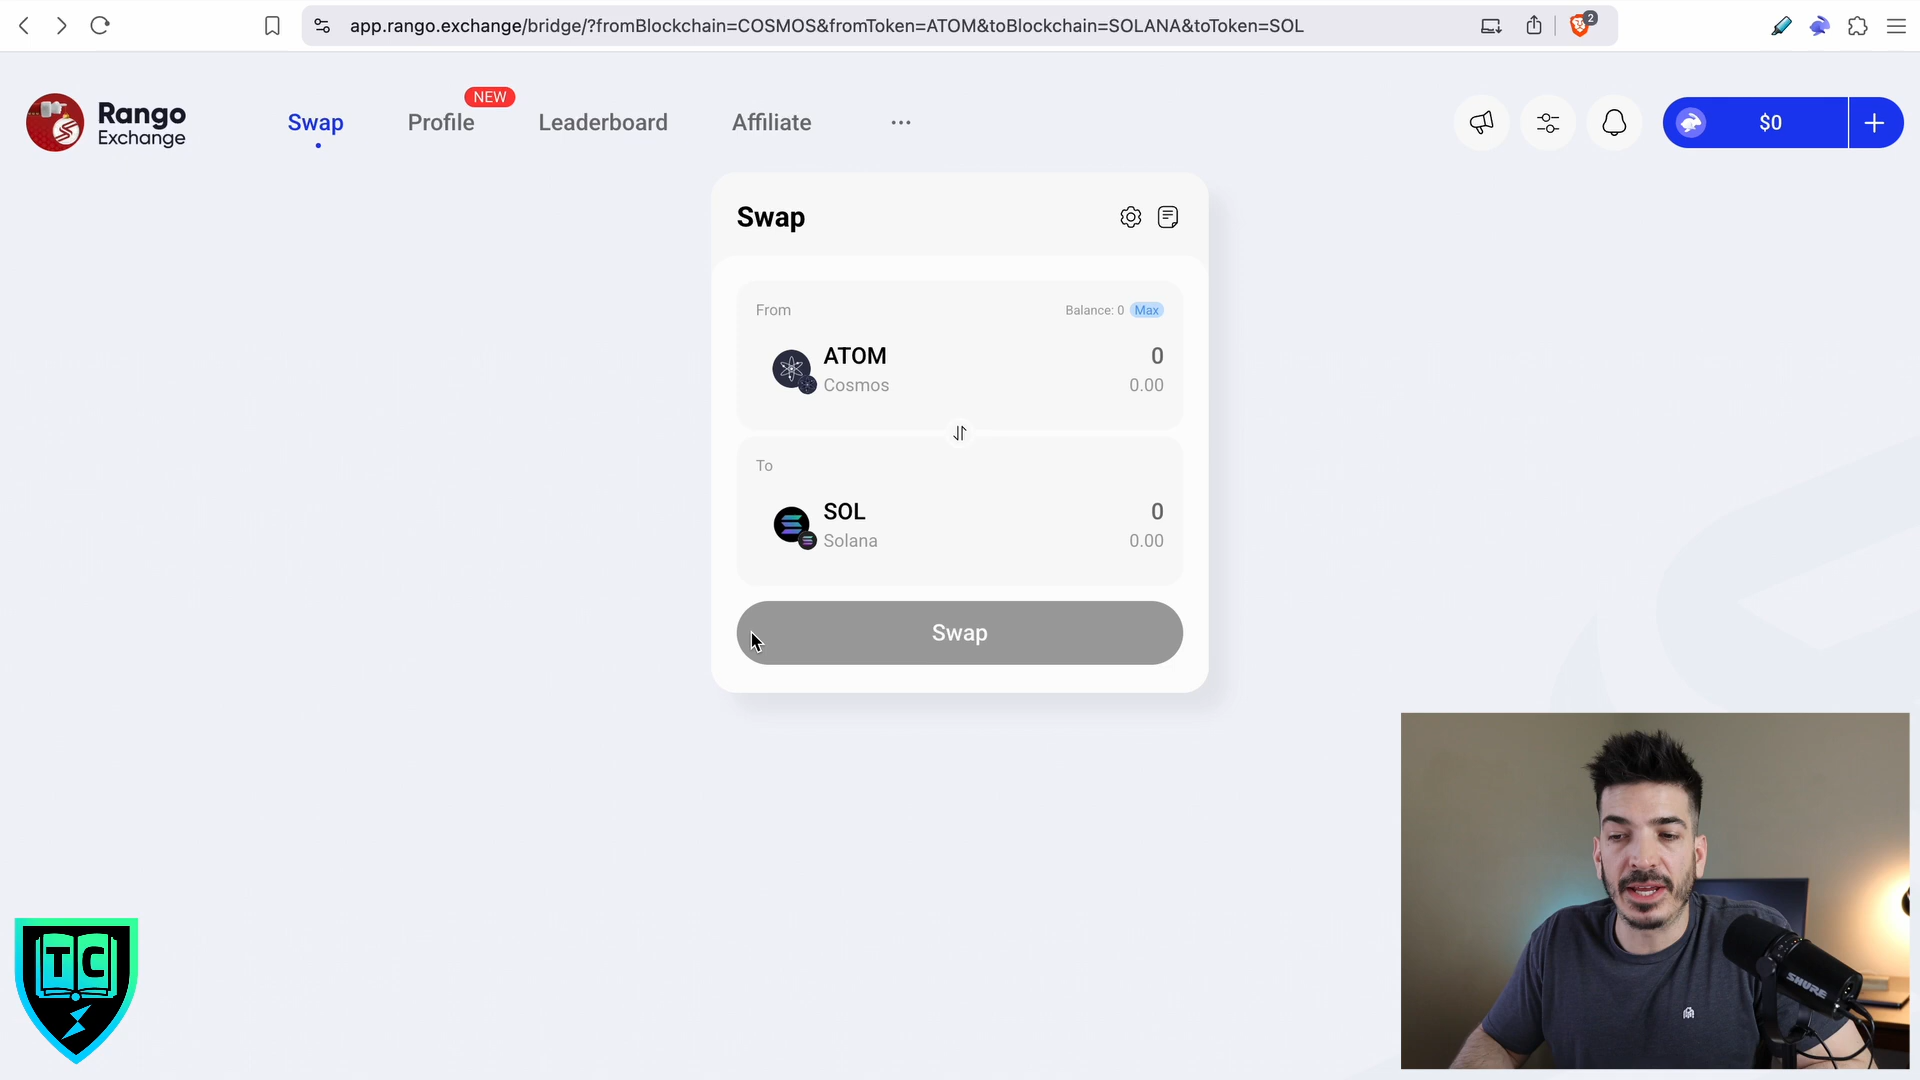 app.rango.exchange/bridge/?fromBlockchain=COSMOS&fromToken=ATOM&toBlockchain=SOLANA&toToken=SOL
2
Rango
Exchange
Swap
Profile
NEW
Leaderboard
Affiliate
$0
Swap
From
Balance: 0 Max
ATOM
0
Cosmos
0.00
To
SOL
0
Solana
0.00
Swap
TC
SHURE